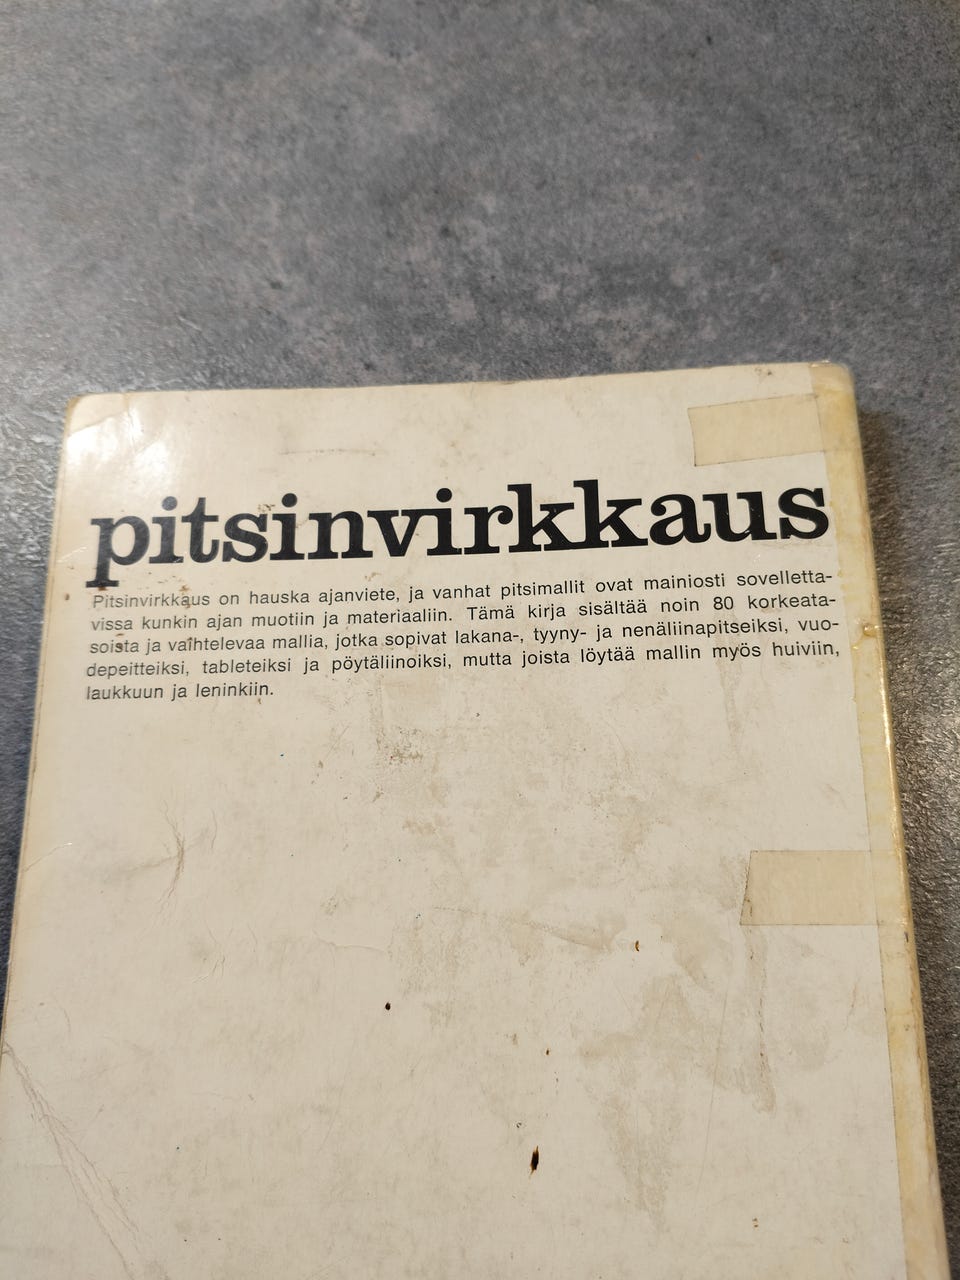 pitsinvirkkaus
Pitsinvirkkaus on hauska ajanviete, ja vanhat pitsimallit ovat mainiosti sovelletta-
vissa kunkin ajan muotiin ja materiaaliin. Tämä kirja sisältää noin 80 korkeata-
soista ja vaihtelevaa mallia, jotka sopivat lakana-, tyyny- ja nenäliinapitseiksi, vuo-
depeitteiksi, tableteiksi ja pöytäliinoiksi, mutta joista löytää mallin myös huiviin,
laukkuun ja leninkiin.